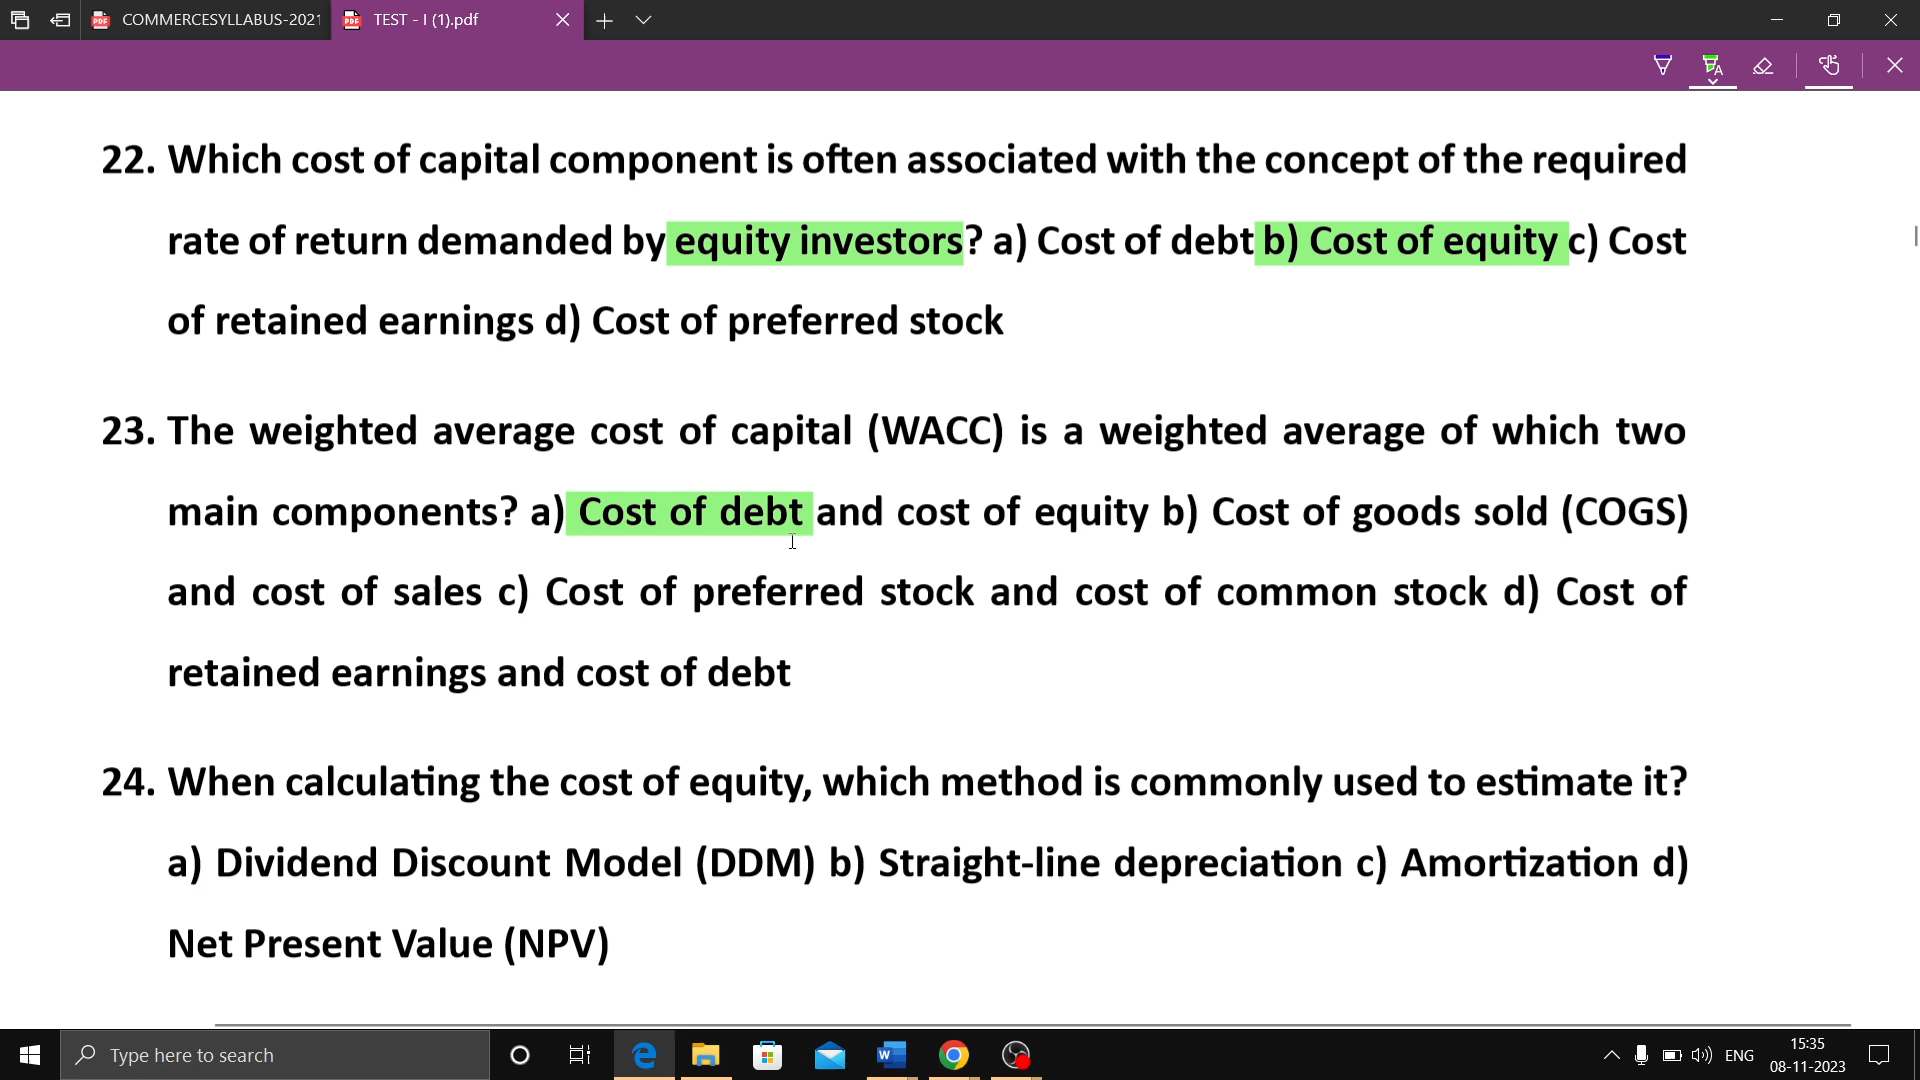 COMMERCESYLLABUS-2021
TEST - I (1).pdf
22. Which cost of capital component is often associated with the concept of the required
rate of return demanded by equity investors? a) Cost of debt b) Cost of equity c) Cost
of retained earnings d) Cost of preferred stock
23. The weighted average cost of capital (WACC) is a weighted average of which two
main components? a) Cost of debt and cost of equity b) Cost of goods sold (COGS)
and cost of sales c) Cost of preferred stock and cost of common stock d) Cost of
retained earnings and cost of debt
24. When calculating the cost of equity, which method is commonly used to estimate it?
a) Dividend Discount Model (DDM) b) Straight-line depreciation c) Amortization d)
Net Present Value (NPV)
Type here to search
ENG
15:35
08-11-2023